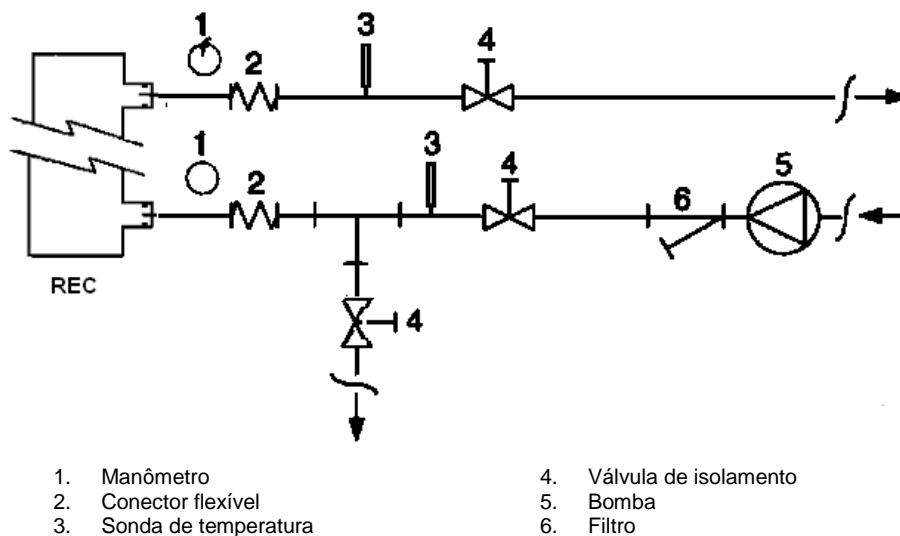 1
2
3
4
1
2
3
4
6
5
REC
4
1. Manômetro
2. Conector flexível
3. Sonda de temperatura
4. Válvula de isolamento
5. Bomba
6. Filtro